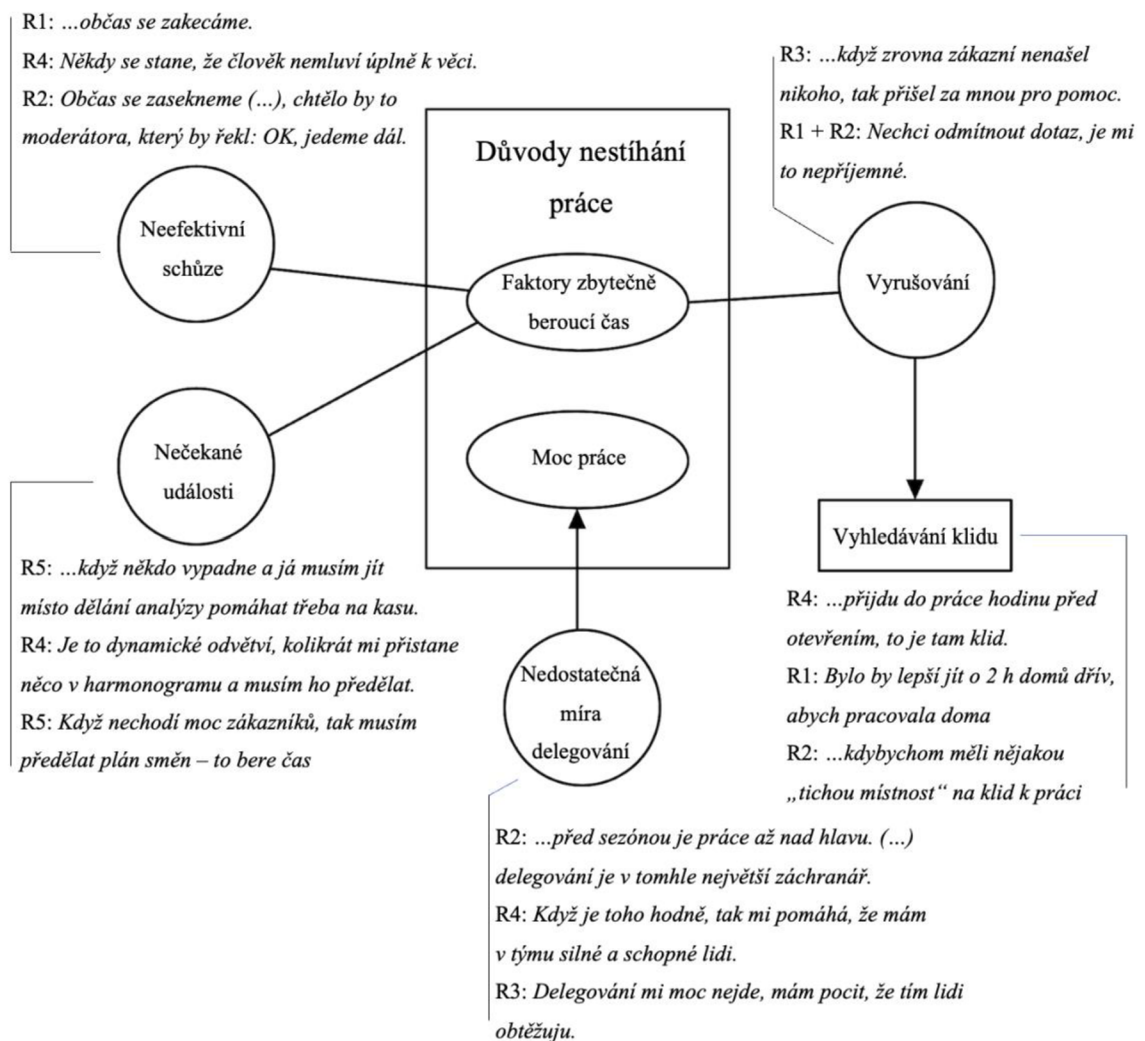 R1: ...občas se zakecáme.
R4: Někdy se stane, že člověk nemluví úplně k věci.
R2: Občas se zasekneme (...), chtělo by to
moderátora, který by řekl: OK, jedeme dál.
R3: ...když zrovna zákazní nenašel
nikoho, tak přišel za mnou pro pomoc.
R1 + R2: Nechci odmítnout dotaz, je mi
to nepříjemné.
Důvody nestíhání
práce
Neefektivní
schůze
Faktory zbytečně
beroucí čas
Vyrušování
Moc práce
Nečekané
události
Vyhledávání klidu
R5: ...když někdo vypadne a já musím jít
místo dělání analýzy pomáhat třeba na kasu.
R4: Je to dynamické odvětví, kolikrát mi přistane
něco v harmonogramu a musím ho předělat.
R5: Když nechodí moc zákazníků, tak musím
předělat plán směn – to bere čas
Nedostatečná
míra
delegování
R4: ...přijdu do práce hodinu před
otevřením, to je tam klid.
R1: Bylo by lepší jít o 2 h domů dřív,
abych pracovala doma
R2: ...kdybychom měli nějakou
„tichou místnost“ na klid k práci
R2: ...před sezónou je práce až nad hlavu. (...)
delegování je v tomhle největší záchranář.
R4: Když je toho hodně, tak mi pomáhá, že mám
v týmu silné a schopné lidi.
R3: Delegování mi moc nejde, mám pocit, že tím lidi
obtěžuju.